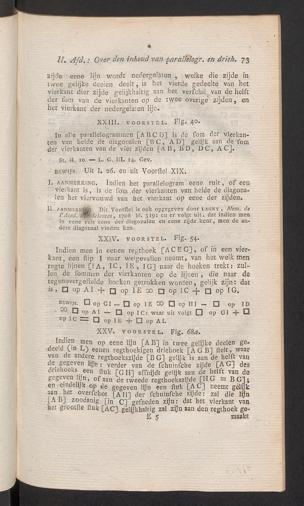 II. Afd.: Over den inhoud van parallelogr. en drieh. 73
zijde eene lijn wordt nedergelaten, welke die zijde in
twee gelijke deelen deelt, is het vierde gedeelte van het
vierkant dier zijde gelijkhaltig aan het verschil van de helft
der som van de vierkanten op de twee overige zijden, en
het vierkant der nedergelaten lijn.
XXIII. VOORSTEL. Fig. 40.
In alle parallelogrammen [ABCD] is de som der vierkan-
ten van beide de diagonalen [BC, AD] gelijk aan de som
der vierkanten van de vier zijden [AB, BD, DC, AC].
St. II. 10. — L. G. III. 14. Gev.
BEWIJS. Uit I. 26. en uit Voorstel XIX.
I. AANMERKING. Indien het parallelogram eene ruit, of een
vierkant is, is de som der vierkanten van beide de diagona-
len het viervouwd van het vierkant op eene der zijden.
II. AANMERKING. Dit Voorstel is ook opgegeven door LAGNY, Mem. de
l'Acad. 1706 bl. 319: en er volgt uit, dat indien men
in eene ruit eene der diagonalen en eene zijde kent, men de an-
dere diagonaal vinden kan.
XXIV. VOORSTEL. Fig. 54.
Indien men in eenen regthoek [ACEG], of in een vier-
kant, een stip I naar welgevallen neemt, van het welk men
regte lijnen [IA, IC, IE, IG] naar de hoeken trekt: zul-
len de sommen der vierkanten op de lijnen, die naar de
tegenovergestelde hoeken getrokken worden, gelijk zijn: dat
is, □ op AI + □ op IE = □ op IC + □ op IG.
BEWIJS. □ op GI — □ op IE = □ op HI — □ op ID
= □ op AI — □ op IC: waar uit volgt □ op GI + □
op IC = □ op IE + □ op AI.
XXV. VOORSTEL. Fig. 68a.
Indien men op eene lijn [AB] in twee gelijke deelen ge-
deeld (in L) eenen regthoekigen driehoek [AGB] stelt, waar
van de andere regthoekszijde [BG] gelijk is aan de helft van
de gegeven lijn: verder van de schuinsche zijde [AG] des
driehoeks een stuk [GH] afsnijdt gelijk aan de helft van de
gegeven lijn, of aan de tweede regthoekszijde [HG = BG];
en eindelijk op de gegeven lijn een stuk [AC] neemt gelijk
aan het overschot [AH] der schuinsche zijde: zal die lijn
[AB] zoodanig [in C] gesneden zijn: dat het vierkant van
het grootste stuk [AC] gelijkhaltig zal zijn aan den regthoek ge-
E 5 maakt